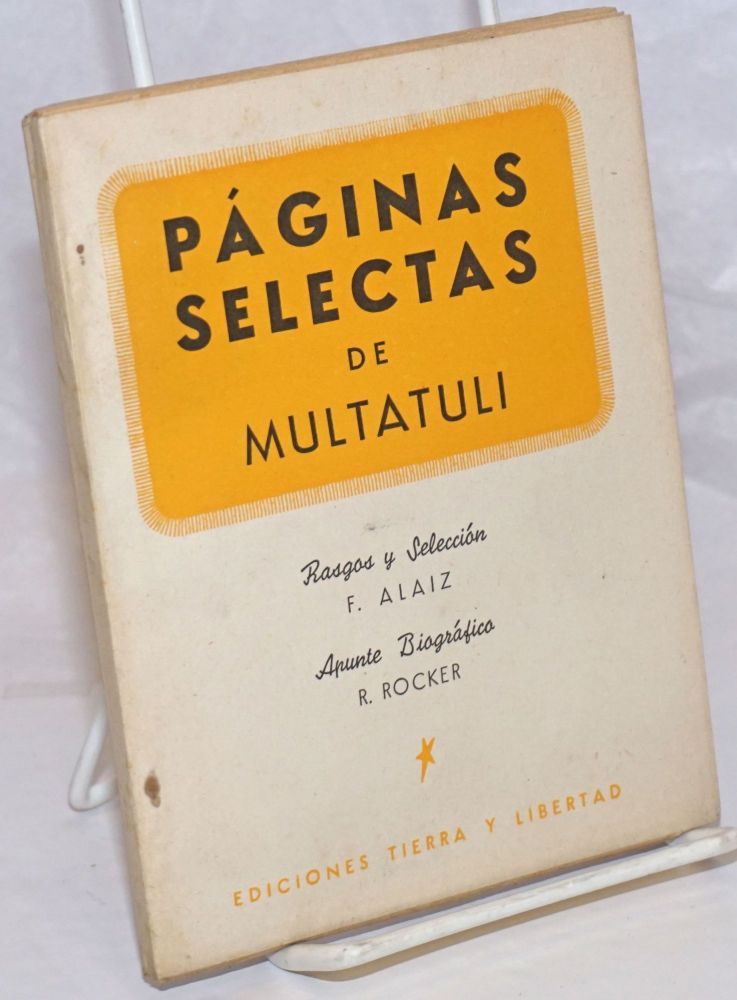 PÁGINAS
SELECTAS
DE
MULTATULI
Rasgos y Selección
F. ALAIZ
Apunte Biográfico
R. ROCKER
EDICIONES TIERRA Y LIBERTAD